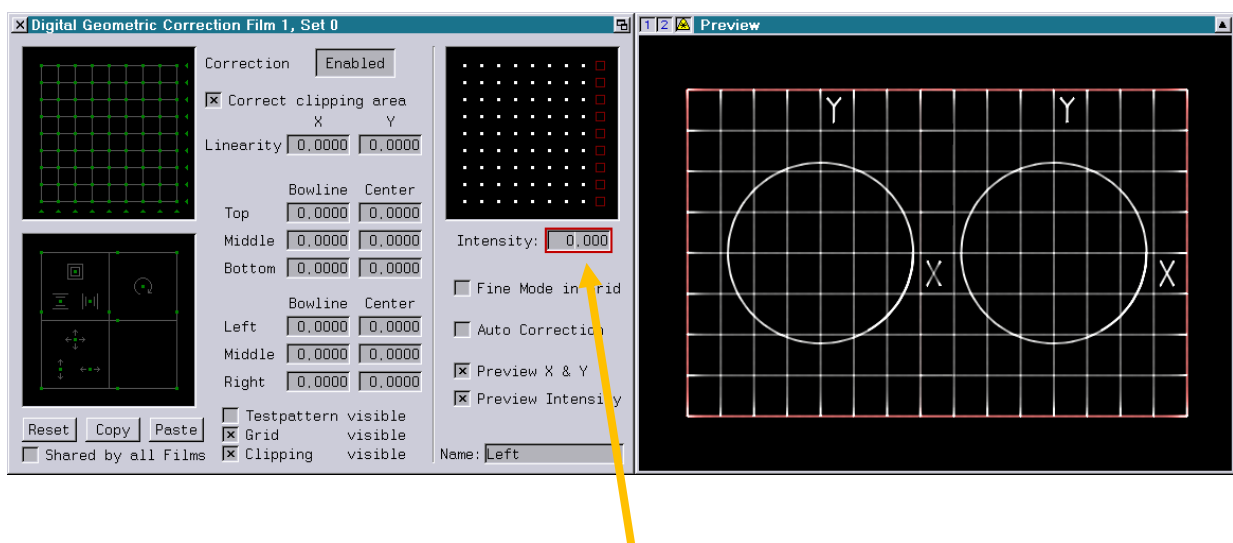 Digital Geometric Correction Film 1, Set 0
Correction Enabled
Correct clipping area
X Y
Linearity 0.0000 0.0000
Bowline Center
Top 0.0000 0.0000
Middle 0.0000 0.0000
Bottom 0.0000 0.0000
Bowline Center
Left 0.0000 0.0000
Middle 0.0000 0.0000
Right 0.0000 0.0000
Testpattern visible
Grid visible
Clipping visible
Reset Copy Paste
Shared by all Films
Intensity: 0.000
Fine Mode in Grid
Auto Correction
Preview X & Y
Preview Intensity
Name: Left
1 2 Preview
Y Y
X X